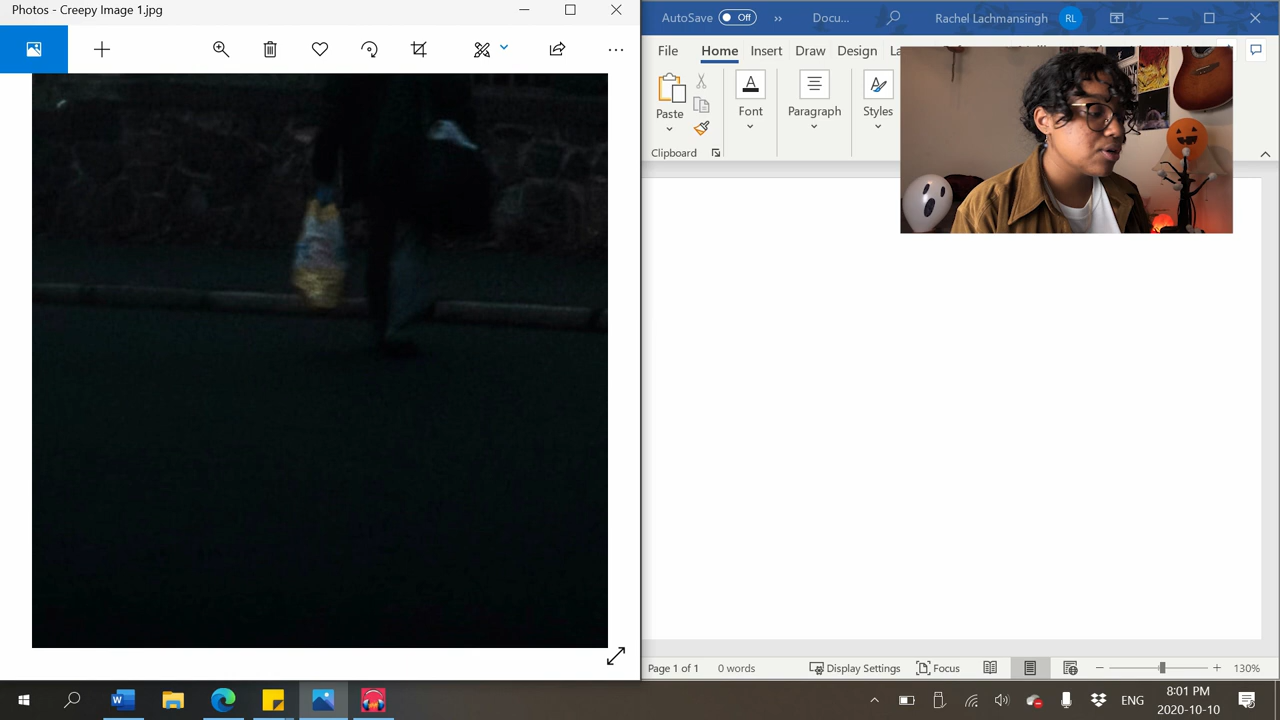 Photos - Creepy Image 1.jpg
AutoSave Off Docu... Rachel Lachmansingh RL
File Home Insert Draw Design
Paste
Font
Paragraph
Styles
Clipboard
Page 1 of 1 0 words Display Settings Focus 130%
ENG
8:01 PM
2020-10-10